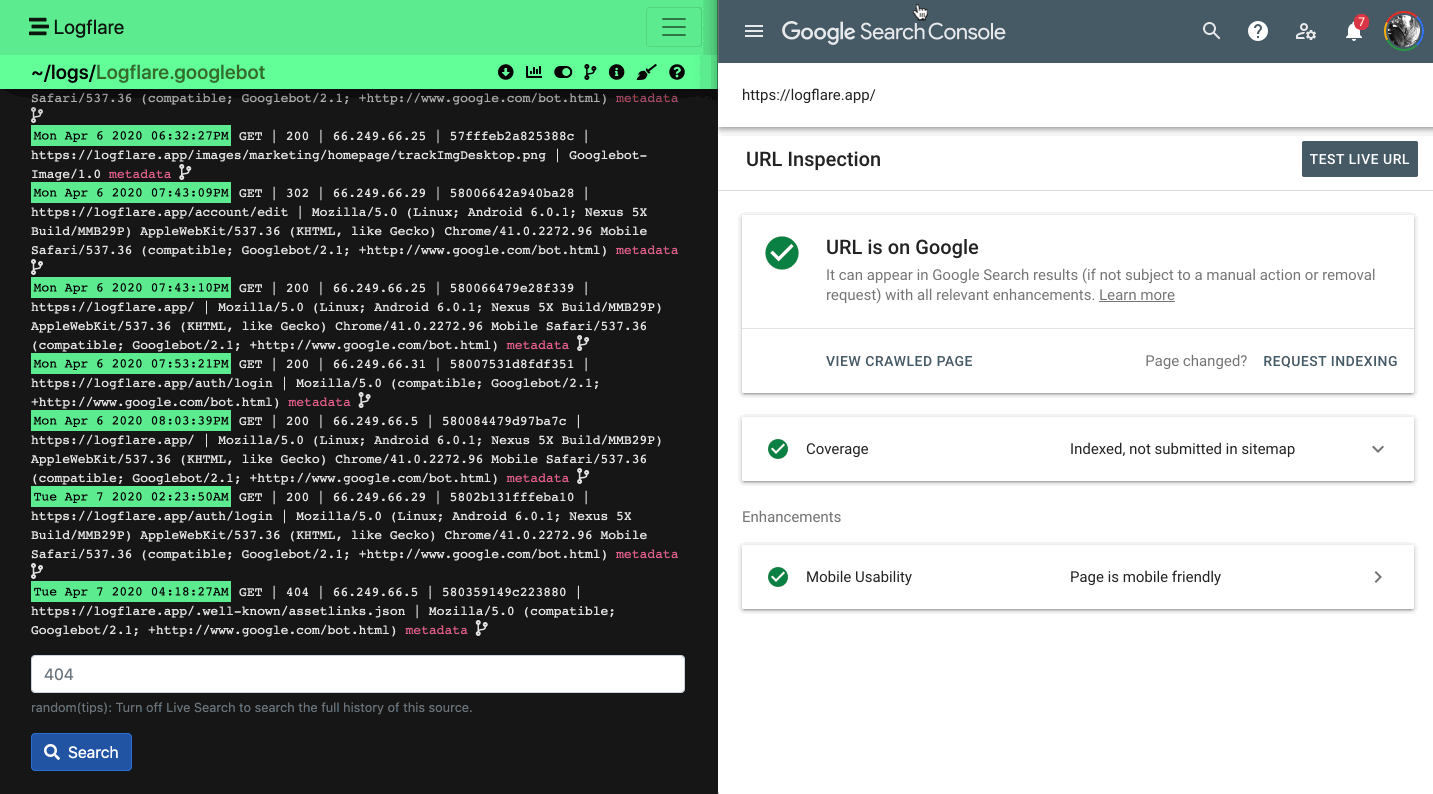 Logflare
~/logs/Logflare.googlebot
Safari/537.36 (compatible; Googlebot/2.1; +http://www.google.com/bot.html) metadata
Mon Apr 6 2020 06:32:27PM GET | 200 | 66.249.66.25 | 57fffeb2a825388c |
https://logflare.app/images/marketing/homepage/trackImgDesktop.png | Googlebot-
Image/1.0 metadata
Mon Apr 6 2020 07:43:09PM GET | 302 | 66.249.66.29 | 58006642a940ba28 |
https://logflare.app/account/edit | Mozilla/5.0 (Linux; Android 6.0.1; Nexus 5X
Build/MMB29P) AppleWebKit/537.36 (KHTML, like Gecko) Chrome/41.0.2272.96 Mobile
Safari/537.36 (compatible; Googlebot/2.1; +http://www.google.com/bot.html) metadata
Mon Apr 6 2020 07:43:10PM GET | 200 | 66.249.66.25 | 580066479e28f339 |
https://logflare.app/ | Mozilla/5.0 (Linux; Android 6.0.1; Nexus 5X Build/MMB29P)
AppleWebKit/537.36 (KHTML, like Gecko) Chrome/41.0.2272.96 Mobile Safari/537.36
(compatible; Googlebot/2.1; +http://www.google.com/bot.html) metadata
Mon Apr 6 2020 07:53:21PM GET | 200 | 66.249.66.31 | 58007531d8fdf351 |
https://logflare.app/auth/login | Mozilla/5.0 (compatible; Googlebot/2.1;
+http://www.google.com/bot.html) metadata
Mon Apr 6 2020 08:03:39PM GET | 200 | 66.249.66.5 | 580084479d97ba7c |
https://logflare.app/ | Mozilla/5.0 (Linux; Android 6.0.1; Nexus 5X Build/MMB29P)
AppleWebKit/537.36 (KHTML, like Gecko) Chrome/41.0.2272.96 Mobile Safari/537.36
(compatible; Googlebot/2.1; +http://www.google.com/bot.html) metadata
Tue Apr 7 2020 02:23:50AM GET | 200 | 66.249.66.29 | 5802b131fffeba10 |
https://logflare.app/auth/login | Mozilla/5.0 (Linux; Android 6.0.1; Nexus 5X
Build/MMB29P) AppleWebKit/537.36 (KHTML, like Gecko) Chrome/41.0.2272.96 Mobile
Safari/537.36 (compatible; Googlebot/2.1; +http://www.google.com/bot.html) metadata
Tue Apr 7 2020 04:18:27AM GET | 404 | 66.249.66.5 | 580359149c223880 |
https://logflare.app/.well-known/assetlinks.json | Mozilla/5.0 (compatible;
Googlebot/2.1; +http://www.google.com/bot.html) metadata
404
random(tips): Turn off Live Search to search the full history of this source.
Search
Google Search Console
7
https://logflare.app/
URL Inspection
TEST LIVE URL
URL is on Google
It can appear in Google Search results (if not subject to a manual action or removal
request) with all relevant enhancements. Learn more
VIEW CRAWLED PAGE
Page changed? REQUEST INDEXING
Coverage
Indexed, not submitted in sitemap
Enhancements
Mobile Usability
Page is mobile friendly